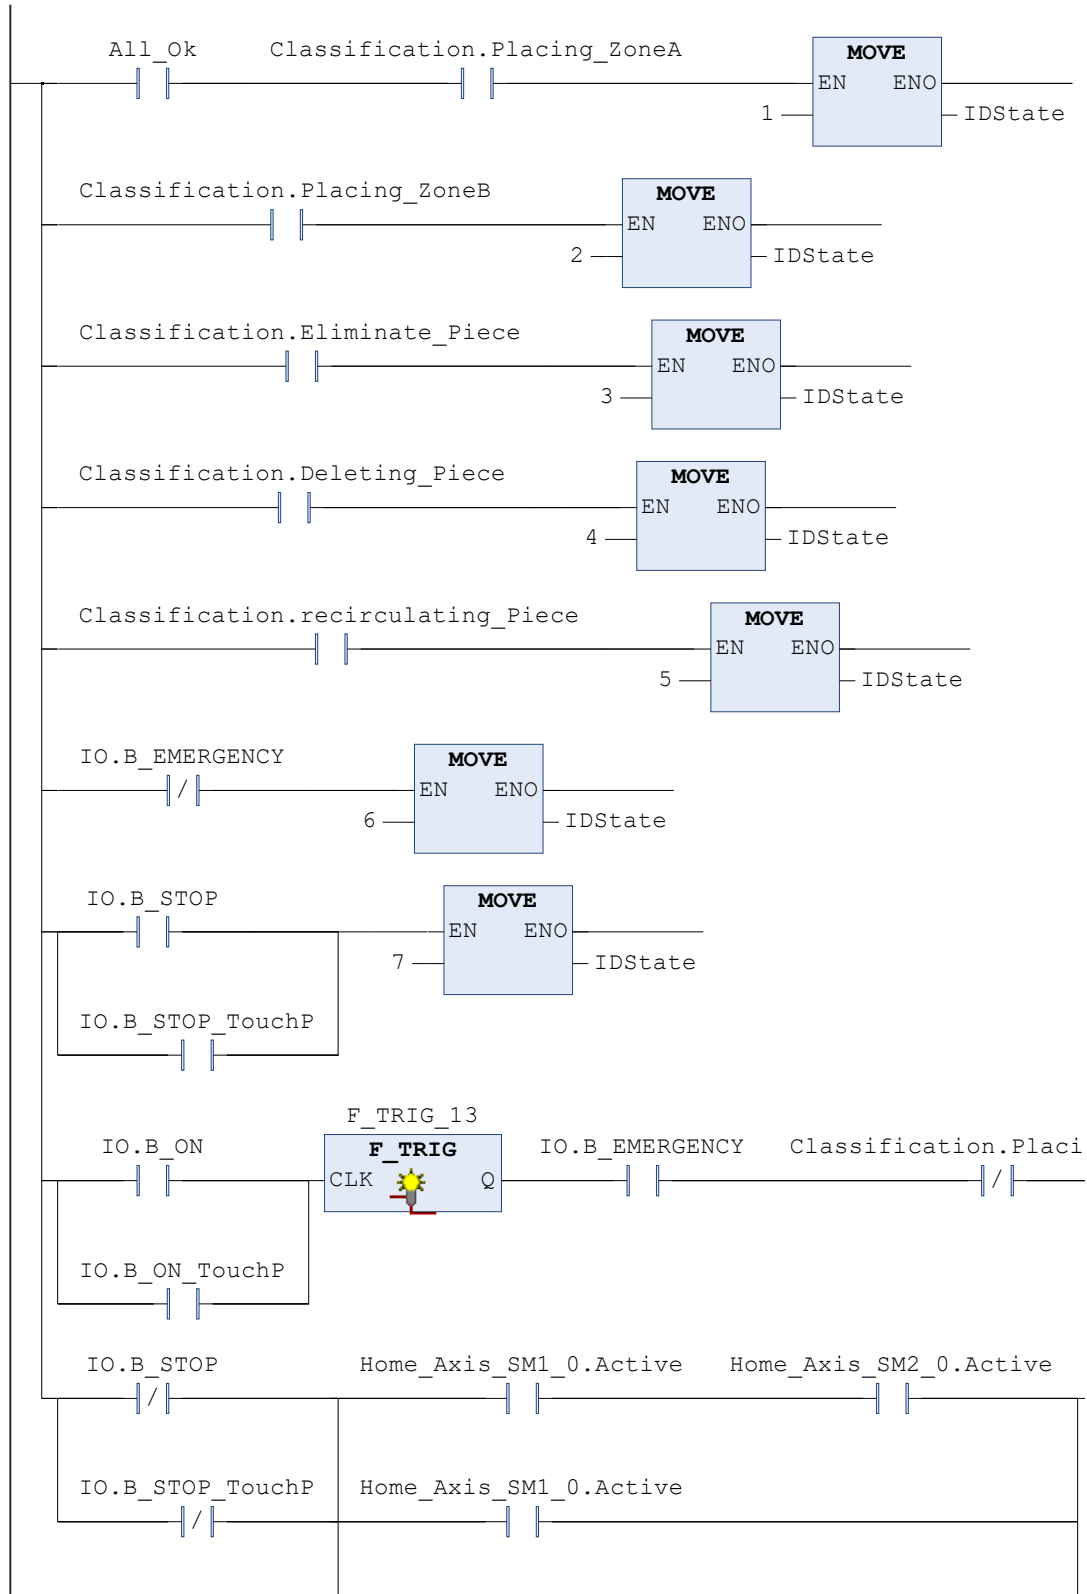 All_Ok Classification.Placing_ZoneA
MOVE
EN ENO
1 IDState
Classification.Placing_ZoneB
MOVE
EN ENO
2 IDState
Classification.Eliminate_Piece
MOVE
EN ENO
3 IDState
Classification.Deleting_Piece
MOVE
EN ENO
4 IDState
Classification.recirculating_Piece
MOVE
EN ENO
5 IDState
IO.B_EMERGENCY
MOVE
EN ENO
6 IDState
IO.B_STOP
MOVE
EN ENO
7 IDState
IO.B_STOP_TouchP
F_TRIG_13
IO.B_ON F_TRIG IO.B_EMERGENCY Classification.Placi
CLK Q
IO.B_ON_TouchP
IO.B_STOP Home_Axis_SM1_0.Active Home_Axis_SM2_0.Active
IO.B_STOP_TouchP Home_Axis_SM1_0.Active